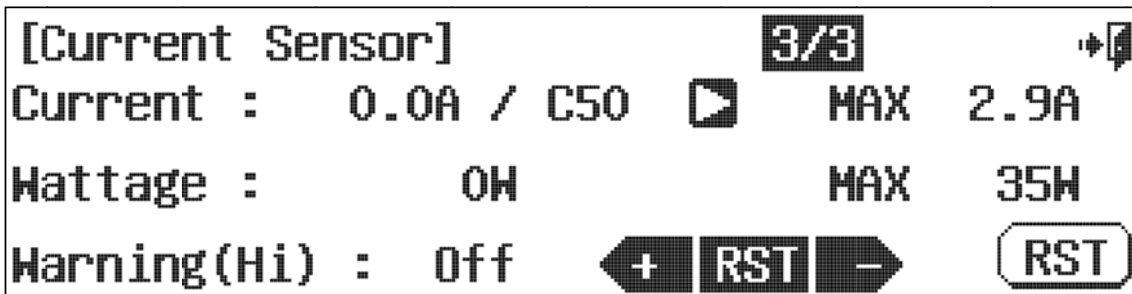 [Current Sensor] 3/3
Current : 0.0A / C50 MAX 2.9A
Wattage : 0W MAX 35W
Warning(Hi) : Off + RST - RST